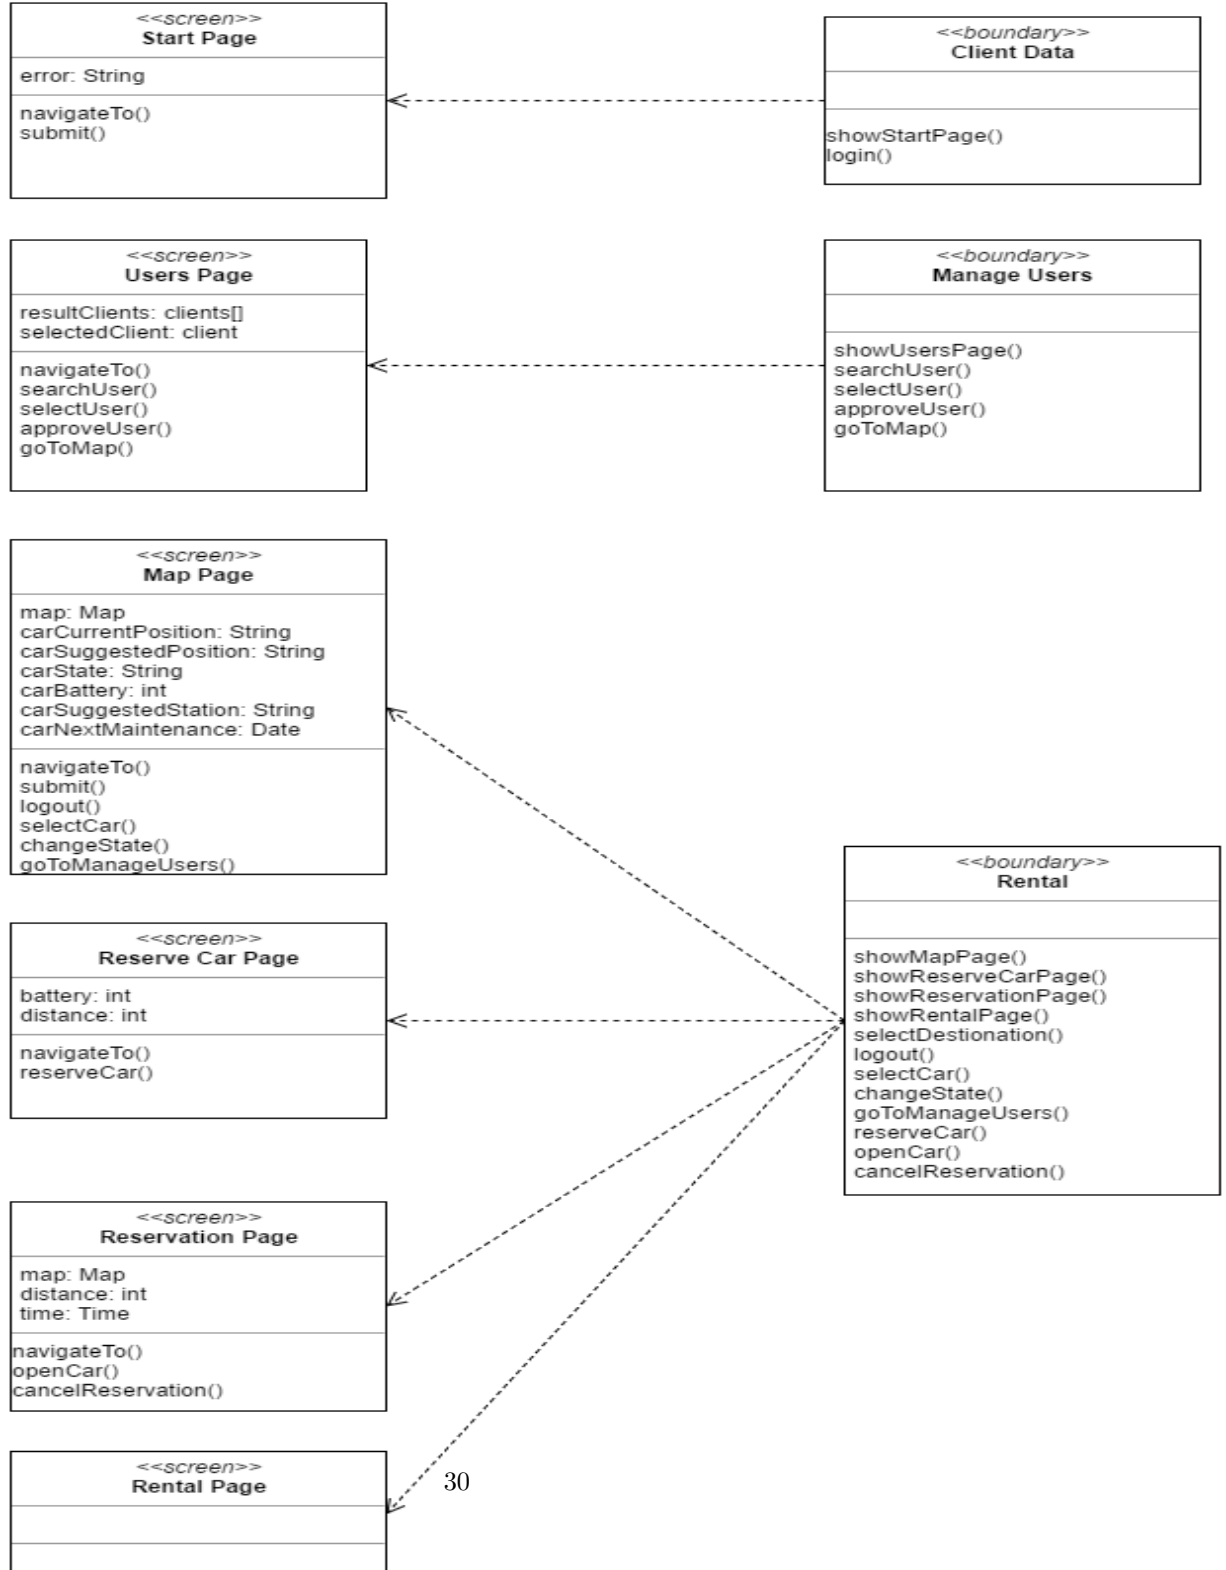 <<screen>>
Start Page
error: String
navigateTo()
submit()
<<boundary>>
Client Data
showStartPage()
login()
<<screen>>
Users Page
resultClients: clients[]
selectedClient: client
navigateTo()
searchUser()
selectUser()
approveUser()
goToMap()
<<boundary>>
Manage Users
showUsersPage()
searchUser()
selectUser()
approveUser()
goToMap()
<<screen>>
Map Page
map: Map
carCurrentPosition: String
carSuggestedPosition: String
carState: String
carBattery: int
carSuggestedStation: String
carNextMaintenance: Date
navigateTo()
submit()
logout()
selectCar()
changeState()
goToManageUsers()
<<boundary>>
Rental
showMapPage()
showReserveCarPage()
showReservationPage()
showRentalPage()
selectDestionation()
logout()
selectCar()
changeState()
goToManageUsers()
reserveCar()
openCar()
cancelReservation()
<<screen>>
Reserve Car Page
battery: int
distance: int
navigateTo()
reserveCar()
<<screen>>
Reservation Page
map: Map
distance: int
time: Time
navigateTo()
openCar()
cancelReservation()
<<screen>>
Rental Page
30